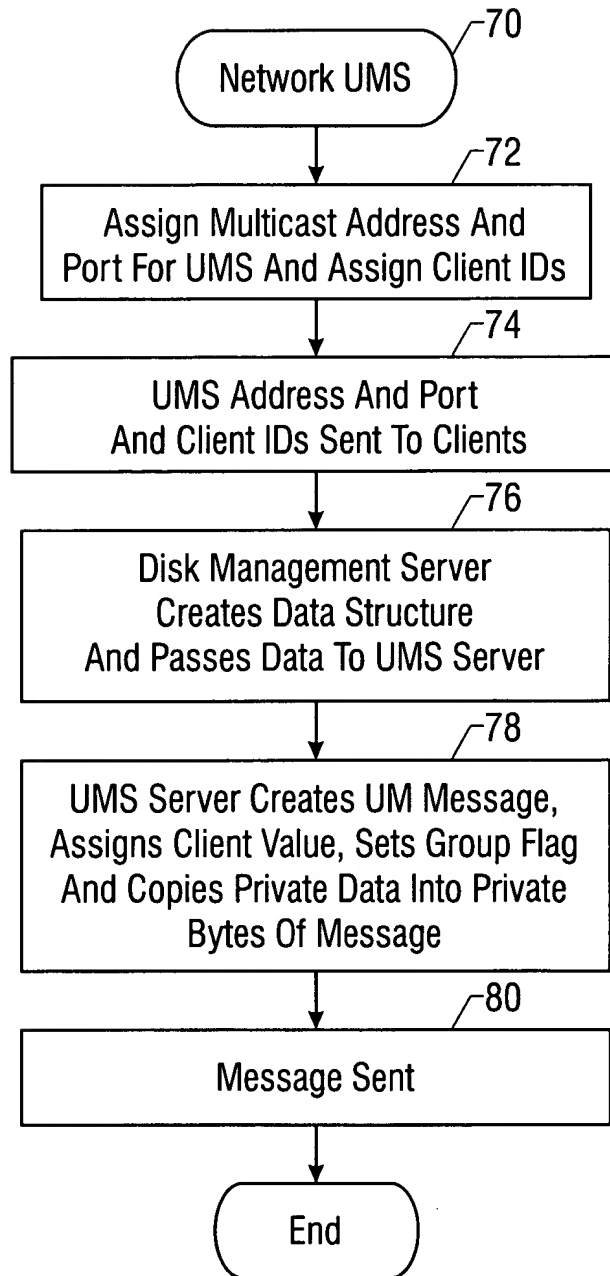 70
Network UMS
72
Assign Multicast Address And
Port For UMS And Assign Client IDs
74
UMS Address And Port
And Client IDs Sent To Clients
76
Disk Management Server
Creates Data Structure
And Passes Data To UMS Server
78
UMS Server Creates UM Message,
Assigns Client Value, Sets Group Flag
And Copies Private Data Into Private
Bytes Of Message
80
Message Sent
End